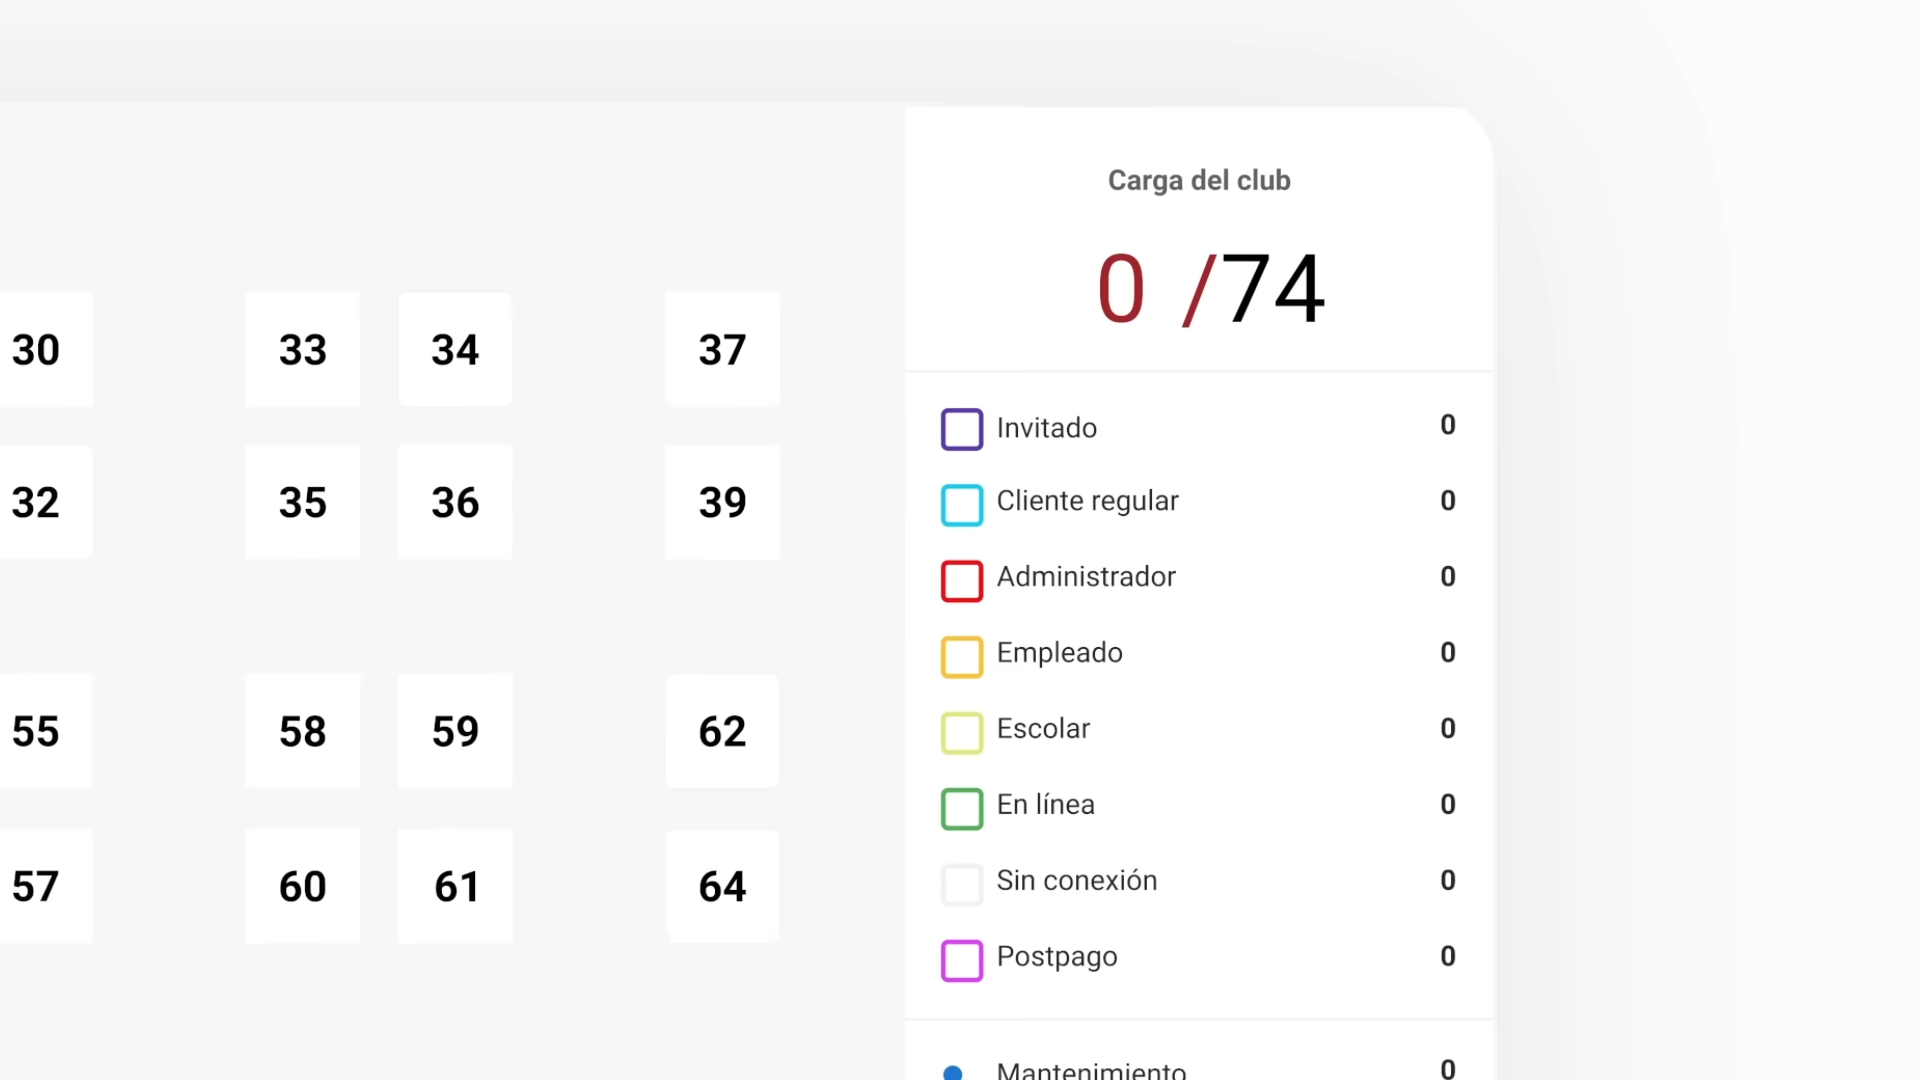 30 33 34 37
32 35 36 39
55 58 59 62
57 60 61 64
Carga del club
0 /74
Invitado 0
Cliente regular 0
Administrador 0
Empleado 0
Escolar 0
En línea 0
Sin conexión 0
Postpago 0
Mantenimiento 0